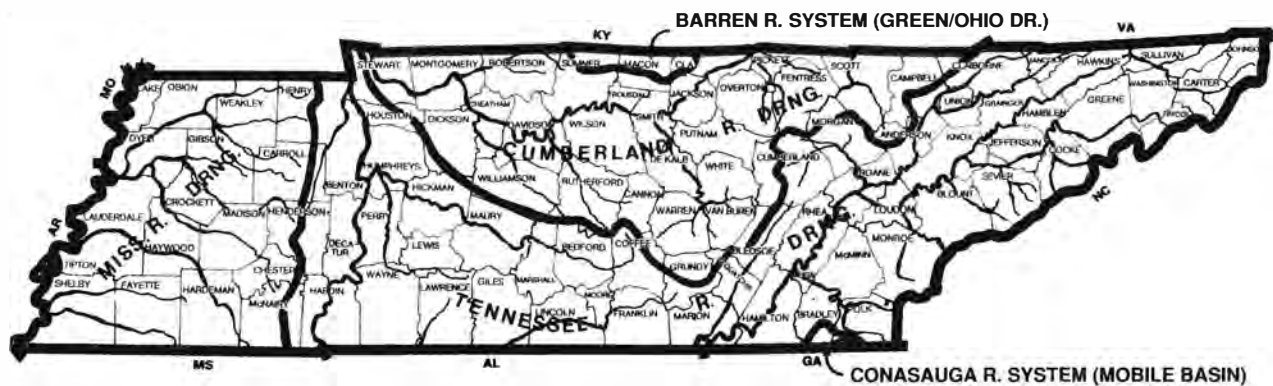 BARREN R. SYSTEM (GREEN/OHIO DR.)
KY
VA
MO
STEWART
MONTGOMERY
ROBERTSON
SUMNER
MACON
CLAY
PICKETT
SCOTT
CLAIBORNE
HANCOCK
HAWKINS
SULLIVAN
JOHNSON
LAKE
OBION
WEAKLEY
HENRY
FENTRESS
CAMPBELL
HOUSTON
DICKSON
CHEATHAM
TROUSDALE
JACKSON
OVERTON
UNION
GRAINGER
HAMBLEN
GREENE
WASHINGTON
CARTER
DYER
GIBSON
CARROLL
DAVIDSON
WILSON
SMITH
PUTNAM
R. DRNG.
MORGAN
ANDERSON
KNOX
JEFFERSON
COCKE
CUMBERLAND
DE KALB
WHITE
CUMBERLAND
ROANE
SEVIER
DRNG.
CROCKETT
BENTON
HUMPHREYS
HICKMAN
WILLIAMSON
RUTHERFORD
CANNON
BLOUNT
LOUDON
NC
LAUDERDALE
MADISON
HENDERSON
PERRY
MAURY
WARREN
VAN BUREN
RHEA
AR
MISS. R.
HAYWOOD
DECA
TUR
LEWIS
BEDFORD
COFFEE
BLEDSOE
DRNG.
MONROE
McMINN
TIPTON
CHESTER
WAYNE
GRUNDY
SHELBY
FAYETTE
HARDEMAN
McNAIRY
HARDIN
LAWRENCE
GILES
MARSHALL
MOORE
TENNESSEE
R.
LINCOLN
FRANKLIN
MARION
HAMILTON
BRADLEY
POLK
MS
AL
GA
CONASAUGA R. SYSTEM (MOBILE BASIN)